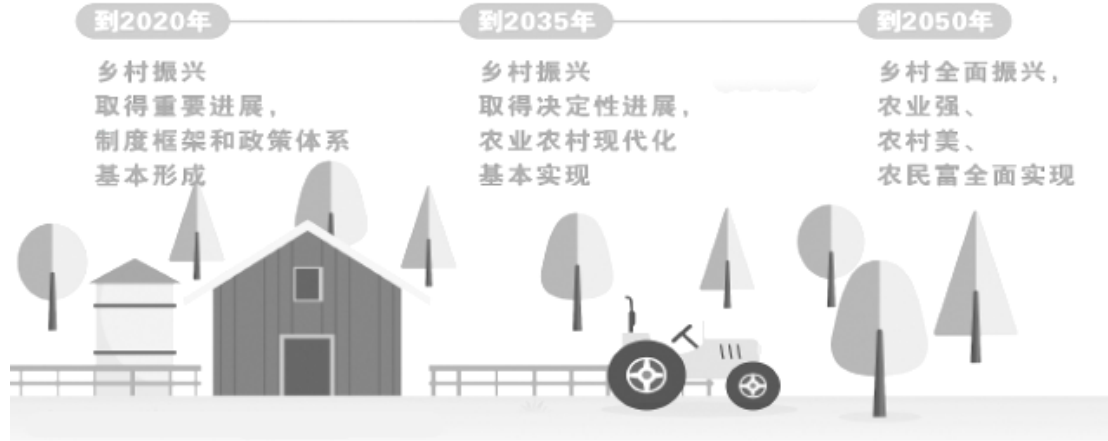 到2020年
乡村振兴
取得重要进展，
制度框架和政策体系
基本形成
到2035年
乡村振兴
取得决定性进展，
农业农村现代化
基本实现
到2050年
乡村全面振兴，
农业强、
农村美、
农民富全面实现